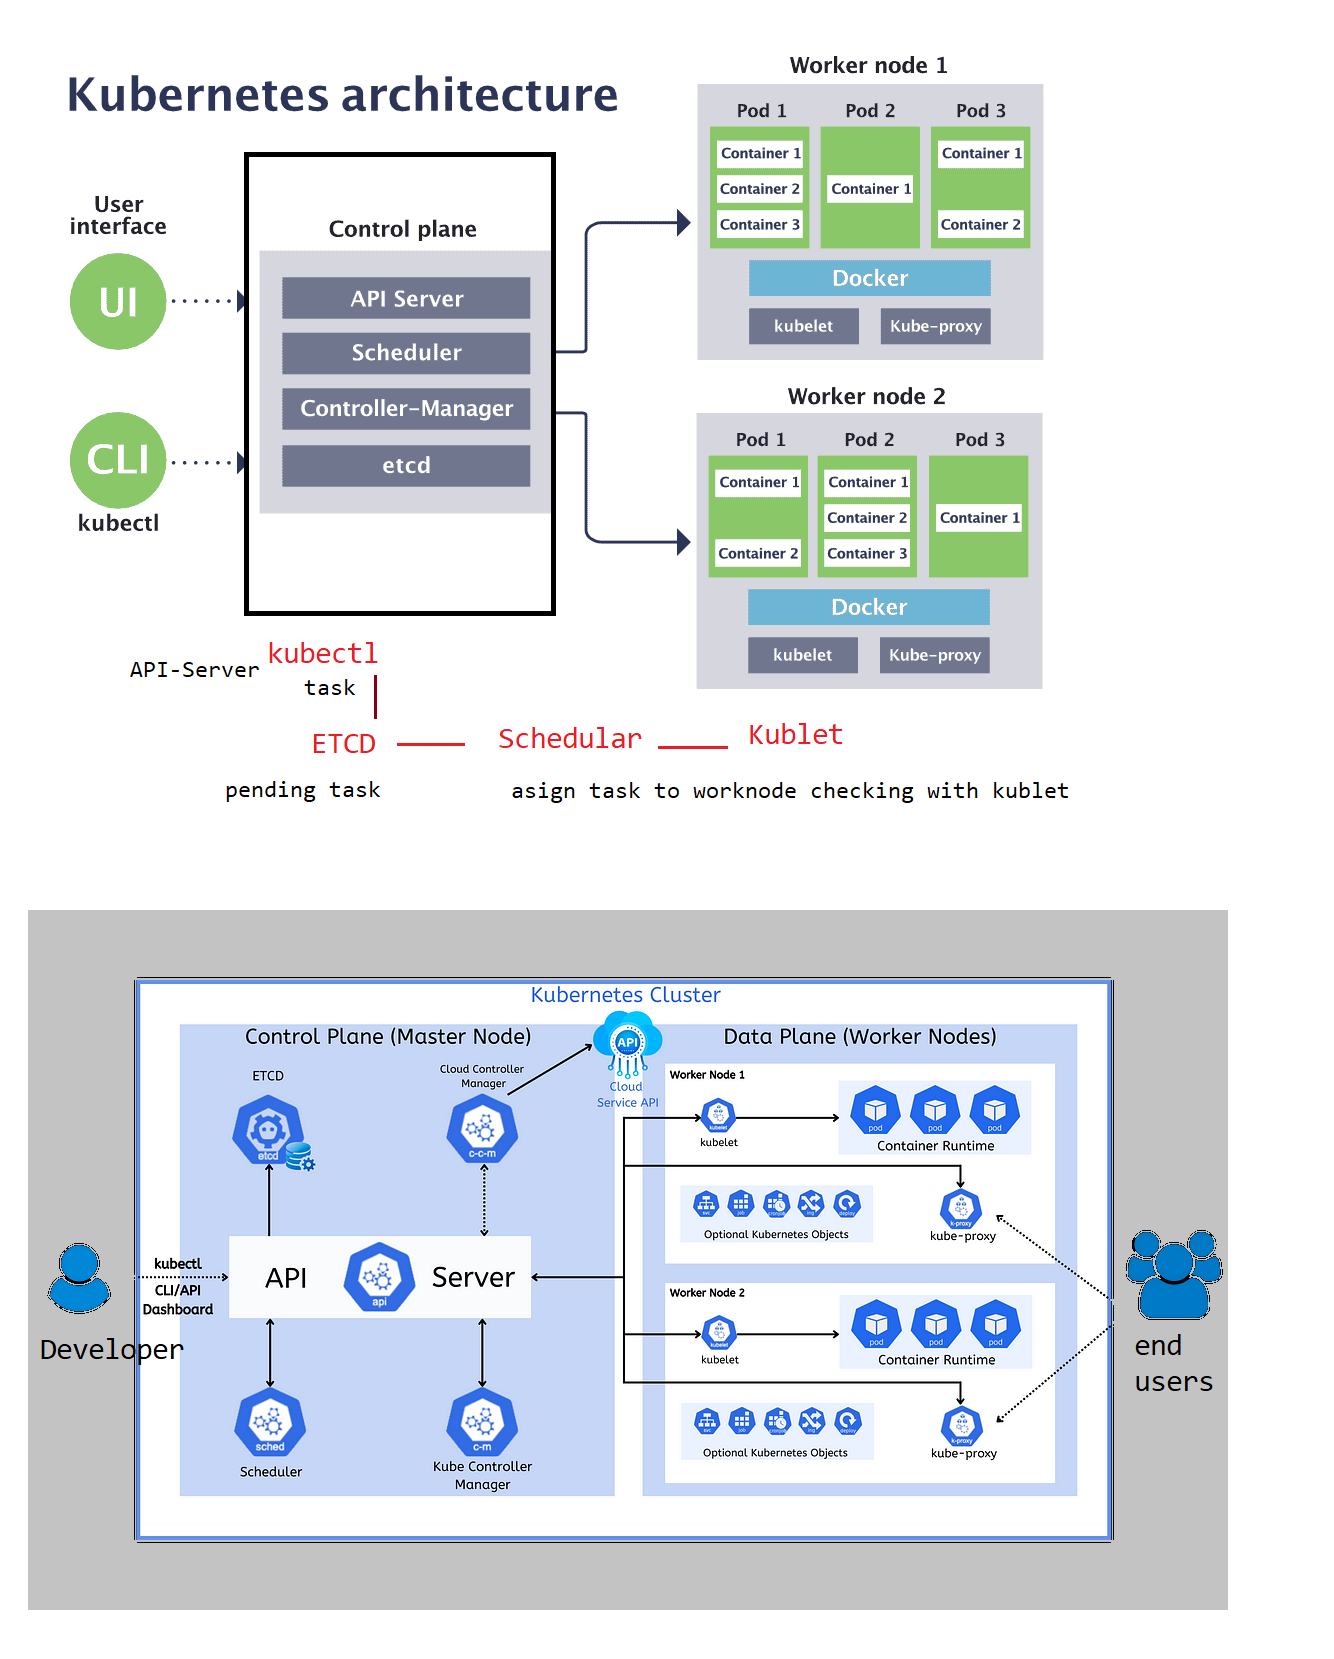 Kubernetes architecture
User
interface
UI
CLI
kubectl
Control plane
API Server
Scheduler
Controller-Manager
etcd
Worker node 1
Pod 1
Pod 2
Pod 3
Container 1
Container 2
Container 3
Container 1
Container 1
Container 2
Docker
kubelet
Kube-proxy
Worker node 2
Pod 1
Pod 2
Pod 3
Container 1
Container 2
Container 1
Container 2
Container 3
Container 1
Docker
kubelet
Kube-proxy
API-Server
kubectl
task
ETCD
Schedular
Kublet
pending task
asign task to worknode checking with kublet
Kubernetes Cluster
Control Plane (Master Node)
ETCD
etcd
Cloud Controller
Manager
c-c-m
API
Cloud
Service API
kubectl
CLI/API
Dashboard
Developer
API
api
Server
sched
Scheduler
c-m
Kube Controller
Manager
Data Plane (Worker Nodes)
Worker Node 1
kubelet
kubelet
pod
pod
pod
Container Runtime
svc
job
cronjob
ing
deploy
Optional Kubernetes Objects
k-proxy
kube-proxy
Worker Node 2
kubelet
kubelet
pod
pod
pod
Container Runtime
svc
job
cronjob
ing
deploy
Optional Kubernetes Objects
k-proxy
kube-proxy
end
users